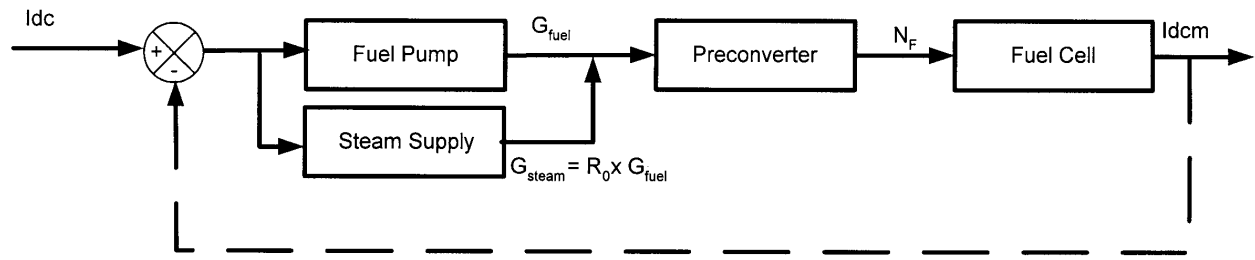 Idc
+
-
Fuel Pump
G_fuel
Steam Supply
G_steam = R_0 x G_fuel
Preconverter
N_F
Fuel Cell
Idcm